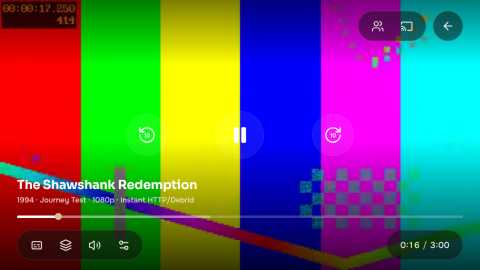 00:00:17.250
414
10
10
The Shawshank Redemption
1994 · Journey Test · 1080p · Instant HTTP/Debrid
0:16 / 3:00